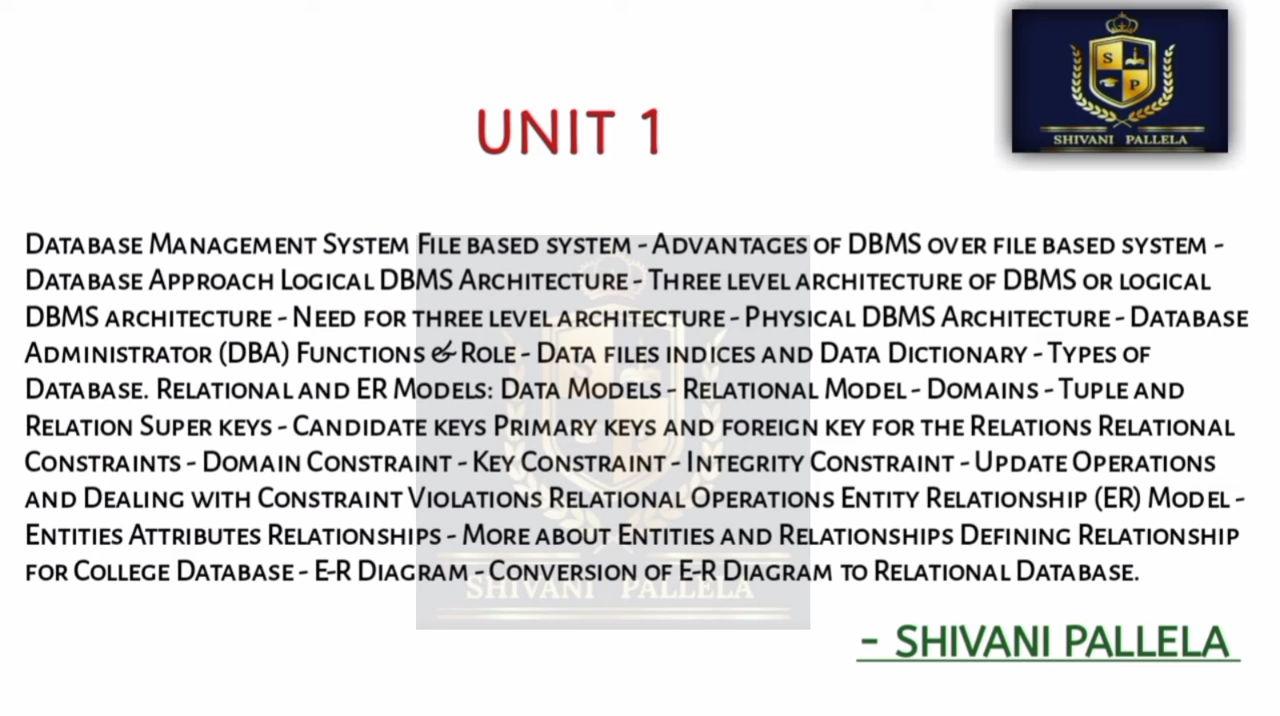 S
P
SHIVANI PALLELA
UNIT 1
DATABASE MANAGEMENT SYSTEM FILE BASED SYSTEM - ADVANTAGES OF DBMS OVER FILE BASED SYSTEM -
DATABASE APPROACH LOGICAL DBMS ARCHITECTURE - THREE LEVEL ARCHITECTURE OF DBMS OR LOGICAL
DBMS ARCHITECTURE - NEED FOR THREE LEVEL ARCHITECTURE - PHYSICAL DBMS ARCHITECTURE - DATABASE
ADMINISTRATOR (DBA) FUNCTIONS & ROLE - DATA FILES INDICES AND DATA DICTIONARY - TYPES OF
DATABASE. RELATIONAL AND ER MODELS: DATA MODELS - RELATIONAL MODEL - DOMAINS - TUPLE AND
RELATION SUPER KEYS - CANDIDATE KEYS PRIMARY KEYS AND FOREIGN KEY FOR THE RELATIONS RELATIONAL
CONSTRAINTS - DOMAIN CONSTRAINT - KEY CONSTRAINT - INTEGRITY CONSTRAINT - UPDATE OPERATIONS
AND DEALING WITH CONSTRAINT VIOLATIONS RELATIONAL OPERATIONS ENTITY RELATIONSHIP (ER) MODEL -
ENTITIES ATTRIBUTES RELATIONSHIPS - MORE ABOUT ENTITIES AND RELATIONSHIPS DEFINING RELATIONSHIP
FOR COLLEGE DATABASE - E-R DIAGRAM - CONVERSION OF E-R DIAGRAM TO RELATIONAL DATABASE.
SHIVANI PALLELA
- SHIVANI PALLELA